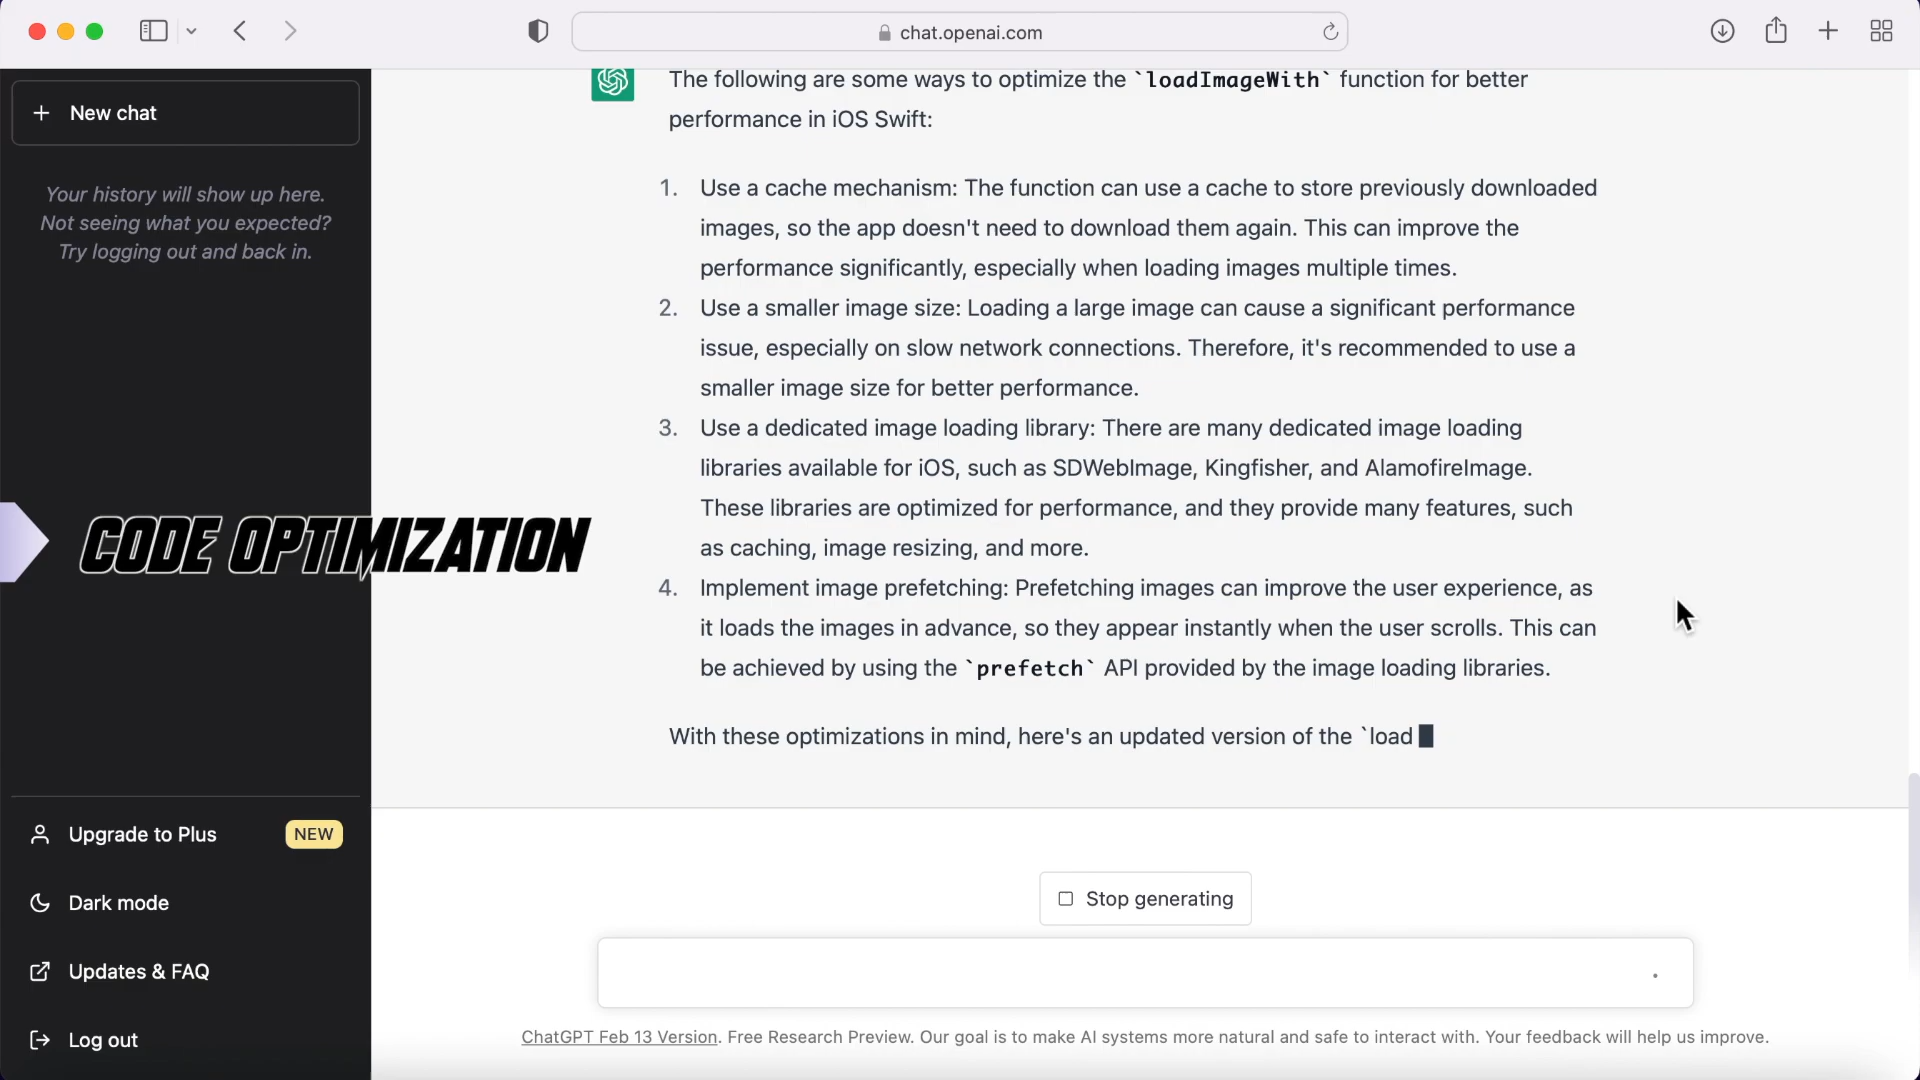 chat.openai.com
New chat
Your history will show up here.
Not seeing what you expected?
Try logging out and back in.
The following are some ways to optimize the `loadImageWith` function for better
performance in iOS Swift:
1. Use a cache mechanism: The function can use a cache to store previously downloaded
images, so the app doesn't need to download them again. This can improve the
performance significantly, especially when loading images multiple times.
2. Use a smaller image size: Loading a large image can cause a significant performance
issue, especially on slow network connections. Therefore, it's recommended to use a
smaller image size for better performance.
3. Use a dedicated image loading library: There are many dedicated image loading
libraries available for iOS, such as SDWebImage, Kingfisher, and AlamofireImage.
These libraries are optimized for performance, and they provide many features, such
as caching, image resizing, and more.
4. Implement image prefetching: Prefetching images can improve the user experience, as
it loads the images in advance, so they appear instantly when the user scrolls. This can
be achieved by using the `prefetch` API provided by the image loading libraries.
With these optimizations in mind, here's an updated version of the `load
CODE OPTIMIZATION
Upgrade to Plus NEW
Dark mode
Updates & FAQ
Log out
Stop generating
ChatGPT Feb 13 Version. Free Research Preview. Our goal is to make AI systems more natural and safe to interact with. Your feedback will help us improve.